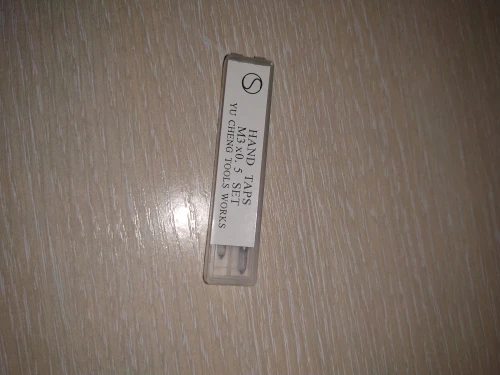 HAND TAPS
M3x0. 5 SET
YU CHENG TOOLS WORKS